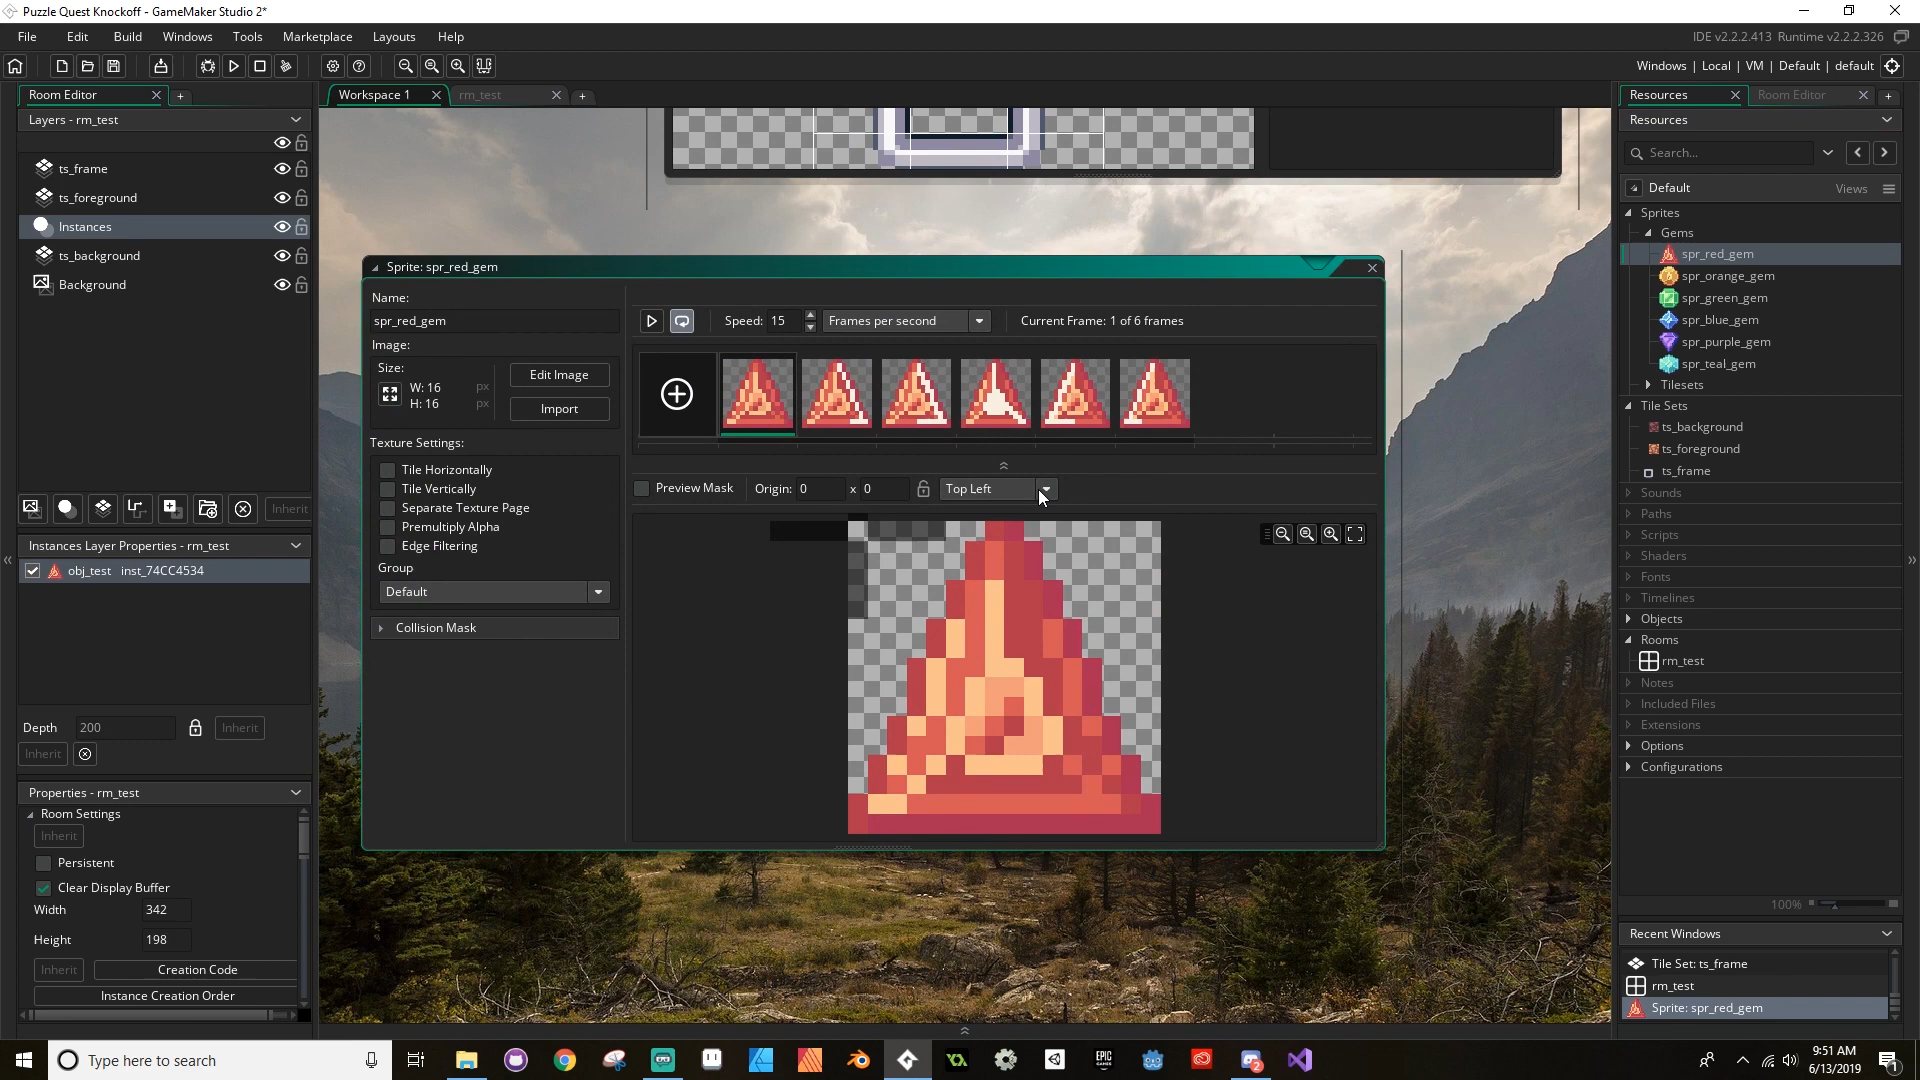 Puzzle Quest Knockoff - GameMaker Studio 2*
File Edit Build Windows Tools Marketplace Layouts Help
IDE v2.2.2.413 Runtime v2.2.2.326
Windows | Local | VM | Default | default
Room Editor
Workspace 1
rm_test
Resources
Room Editor
Layers - rm_test
ts_frame
ts_foreground
Instances
ts_background
Background
Inherit
Instances Layer Properties - rm_test
obj_test inst_74CC4534
Depth 200 Inherit
Inherit
Properties - rm_test
Room Settings
Inherit
Persistent
Clear Display Buffer
Width 342
Height 198
Inherit Creation Code
Instance Creation Order
Sprite: spr_red_gem
Name:
spr_red_gem
Image:
Size:
W: 16 px
H: 16 px
Edit Image
Import
Texture Settings:
Tile Horizontally
Tile Vertically
Separate Texture Page
Premultiply Alpha
Edge Filtering
Group
Default
Collision Mask
Speed: 15 Frames per second Current Frame: 1 of 6 frames
Preview Mask Origin: 0 x 0 Top Left
Resources
Search...
Default Views
Sprites
Gems
spr_red_gem
spr_orange_gem
spr_green_gem
spr_blue_gem
spr_purple_gem
spr_teal_gem
Tilesets
Tile Sets
ts_background
ts_foreground
ts_frame
Sounds
Paths
Scripts
Shaders
Fonts
Timelines
Objects
Rooms
rm_test
Notes
Included Files
Extensions
Options
Configurations
100%
Recent Windows
Tile Set: ts_frame
rm_test
Sprite: spr_red_gem
Type here to search
EPIC GAMES
2
9:51 AM
6/13/2019
1